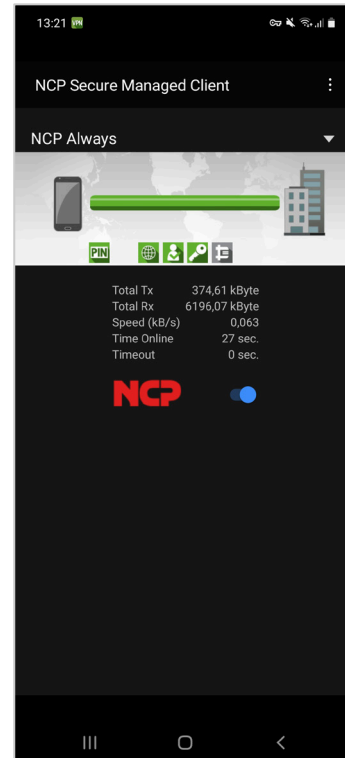 13:21 VPN
NCP Secure Managed Client
NCP Always
PIN
Total Tx 374,61 kByte
Total Rx 6196,07 kByte
Speed (kB/s) 0,063
Time Online 27 sec.
Timeout 0 sec.
NCP